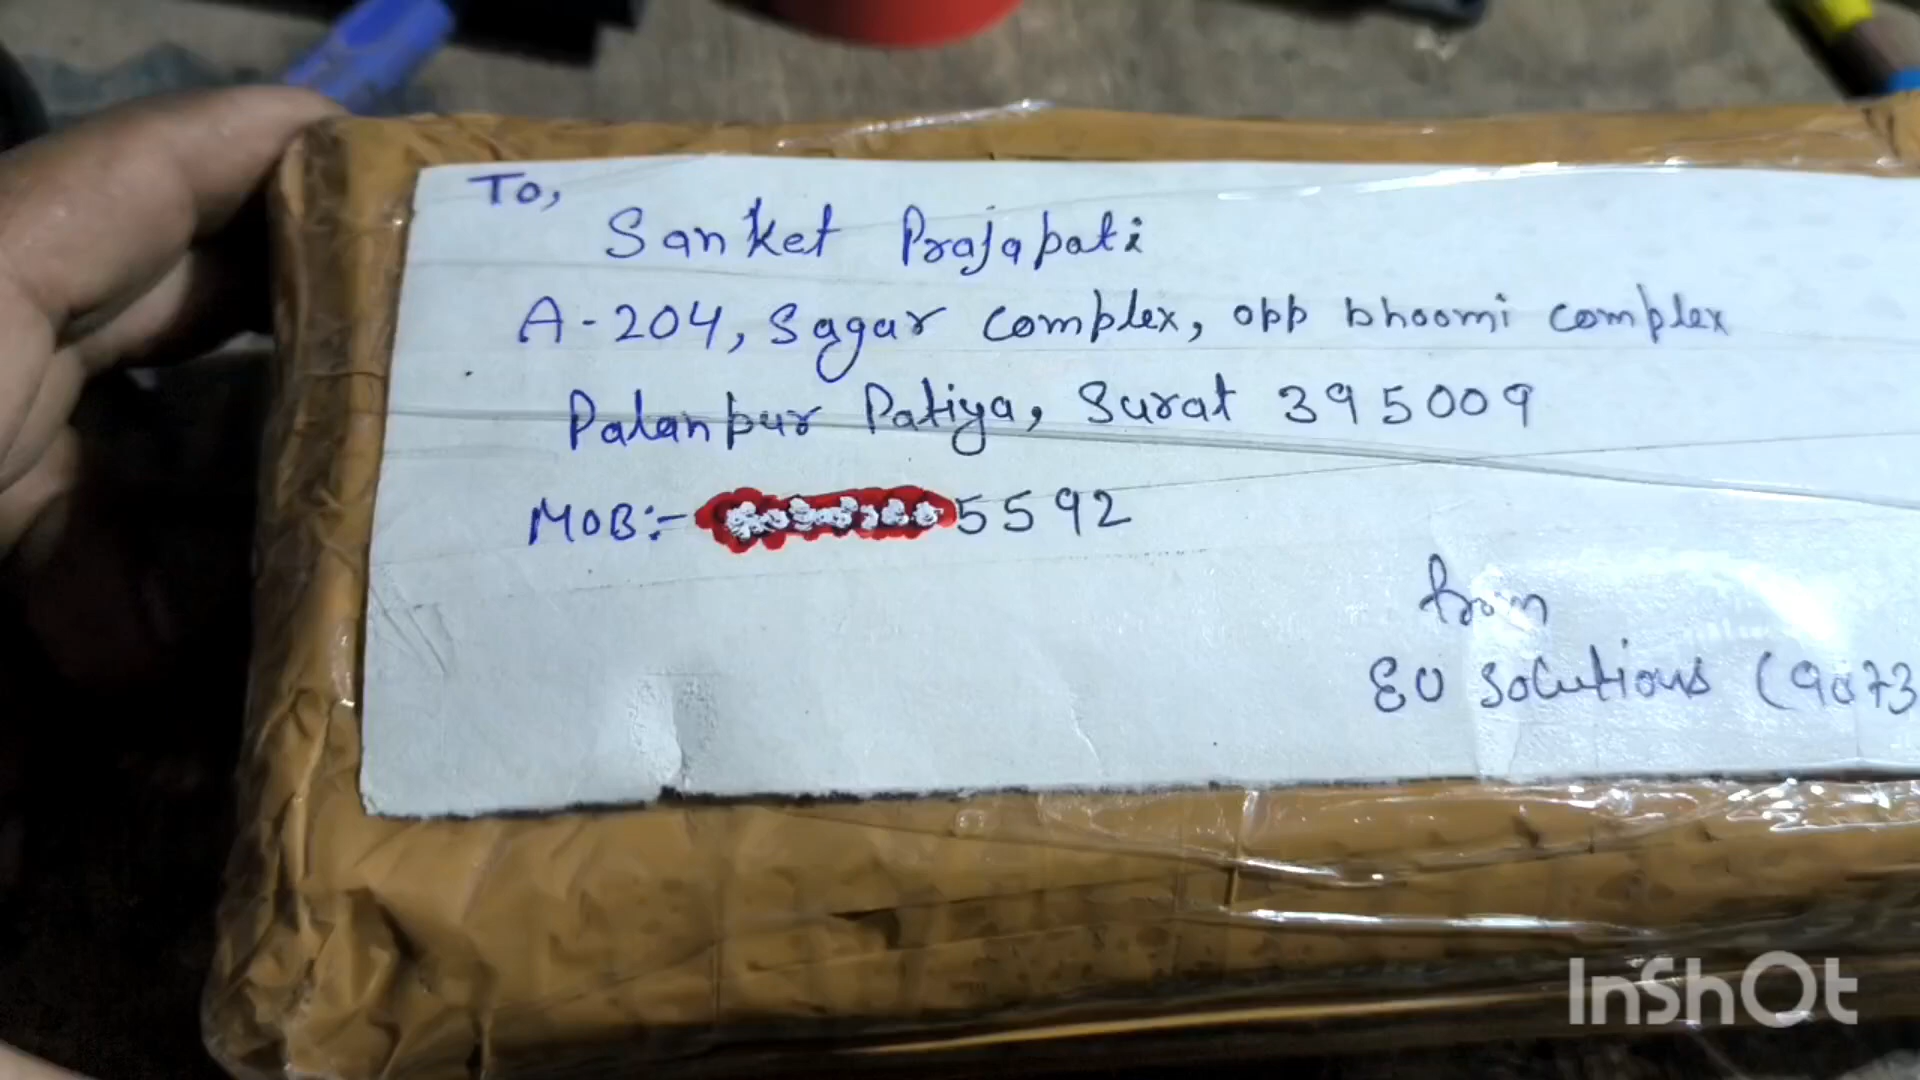 To,
Sanket Prajapati
A-204, Sagar complex, opp bhoomi complex
Palanpur Patiya, Surat 395009
MOB:- 5592
from
EU Solutions (9073
InShOt